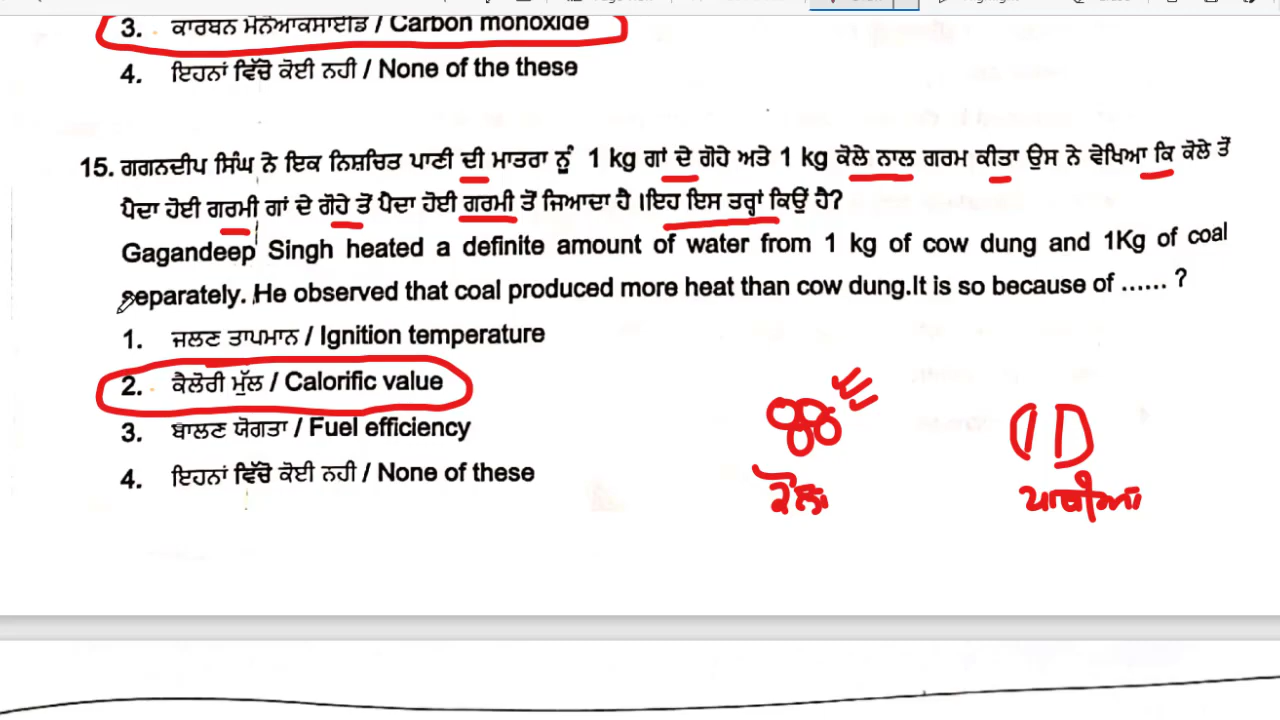 3. ਕਾਰਬਨ ਮੋਨੋਆਕਸਾਈਡ / Carbon monoxide
4. ਇਹਨਾਂ ਵਿੱਚੋ ਕੋਈ ਨਹੀ / None of the these
15. ਗਗਨਦੀਪ ਸਿੰਘ ਨੇ ਇਕ ਨਿਸ਼ਚਿਤ ਪਾਣੀ ਦੀ ਮਾਤਰਾ ਨੂੰ 1 kg ਗਾਂ ਦੇ ਗੋਹੇ ਅਤੇ 1 kg ਕੋਲੇ ਨਾਲ ਗਰਮ ਕੀਤਾ ਉਸ ਨੇ ਵੇਖਿਆ ਕਿ ਕੋਲੇ ਤੋਂ
ਪੈਦਾ ਹੋਈ ਗਰਮੀ ਗਾਂ ਦੇ ਗੋਹੇ ਤੋਂ ਪੈਦਾ ਹੋਈ ਗਰਮੀ ਤੋਂ ਜਿਆਦਾ ਹੈ ।ਇਹ ਇਸ ਤਰ੍ਹਾਂ ਕਿਉਂ ਹੈ?
Gagandeep Singh heated a definite amount of water from 1 kg of cow dung and 1Kg of coal
separately. He observed that coal produced more heat than cow dung.It is so because of ...... ?
1. ਜਲਣ ਤਾਪਮਾਨ / Ignition temperature
2. ਕੈਲੋਰੀ ਮੁੱਲ / Calorific value
3. ਬਾਲਣ ਯੋਗਤਾ / Fuel efficiency
4. ਇਹਨਾਂ ਵਿੱਚੋ ਕੋਈ ਨਹੀ / None of these
ਕੋਲਾ
ਪਾਥੀਆਂ